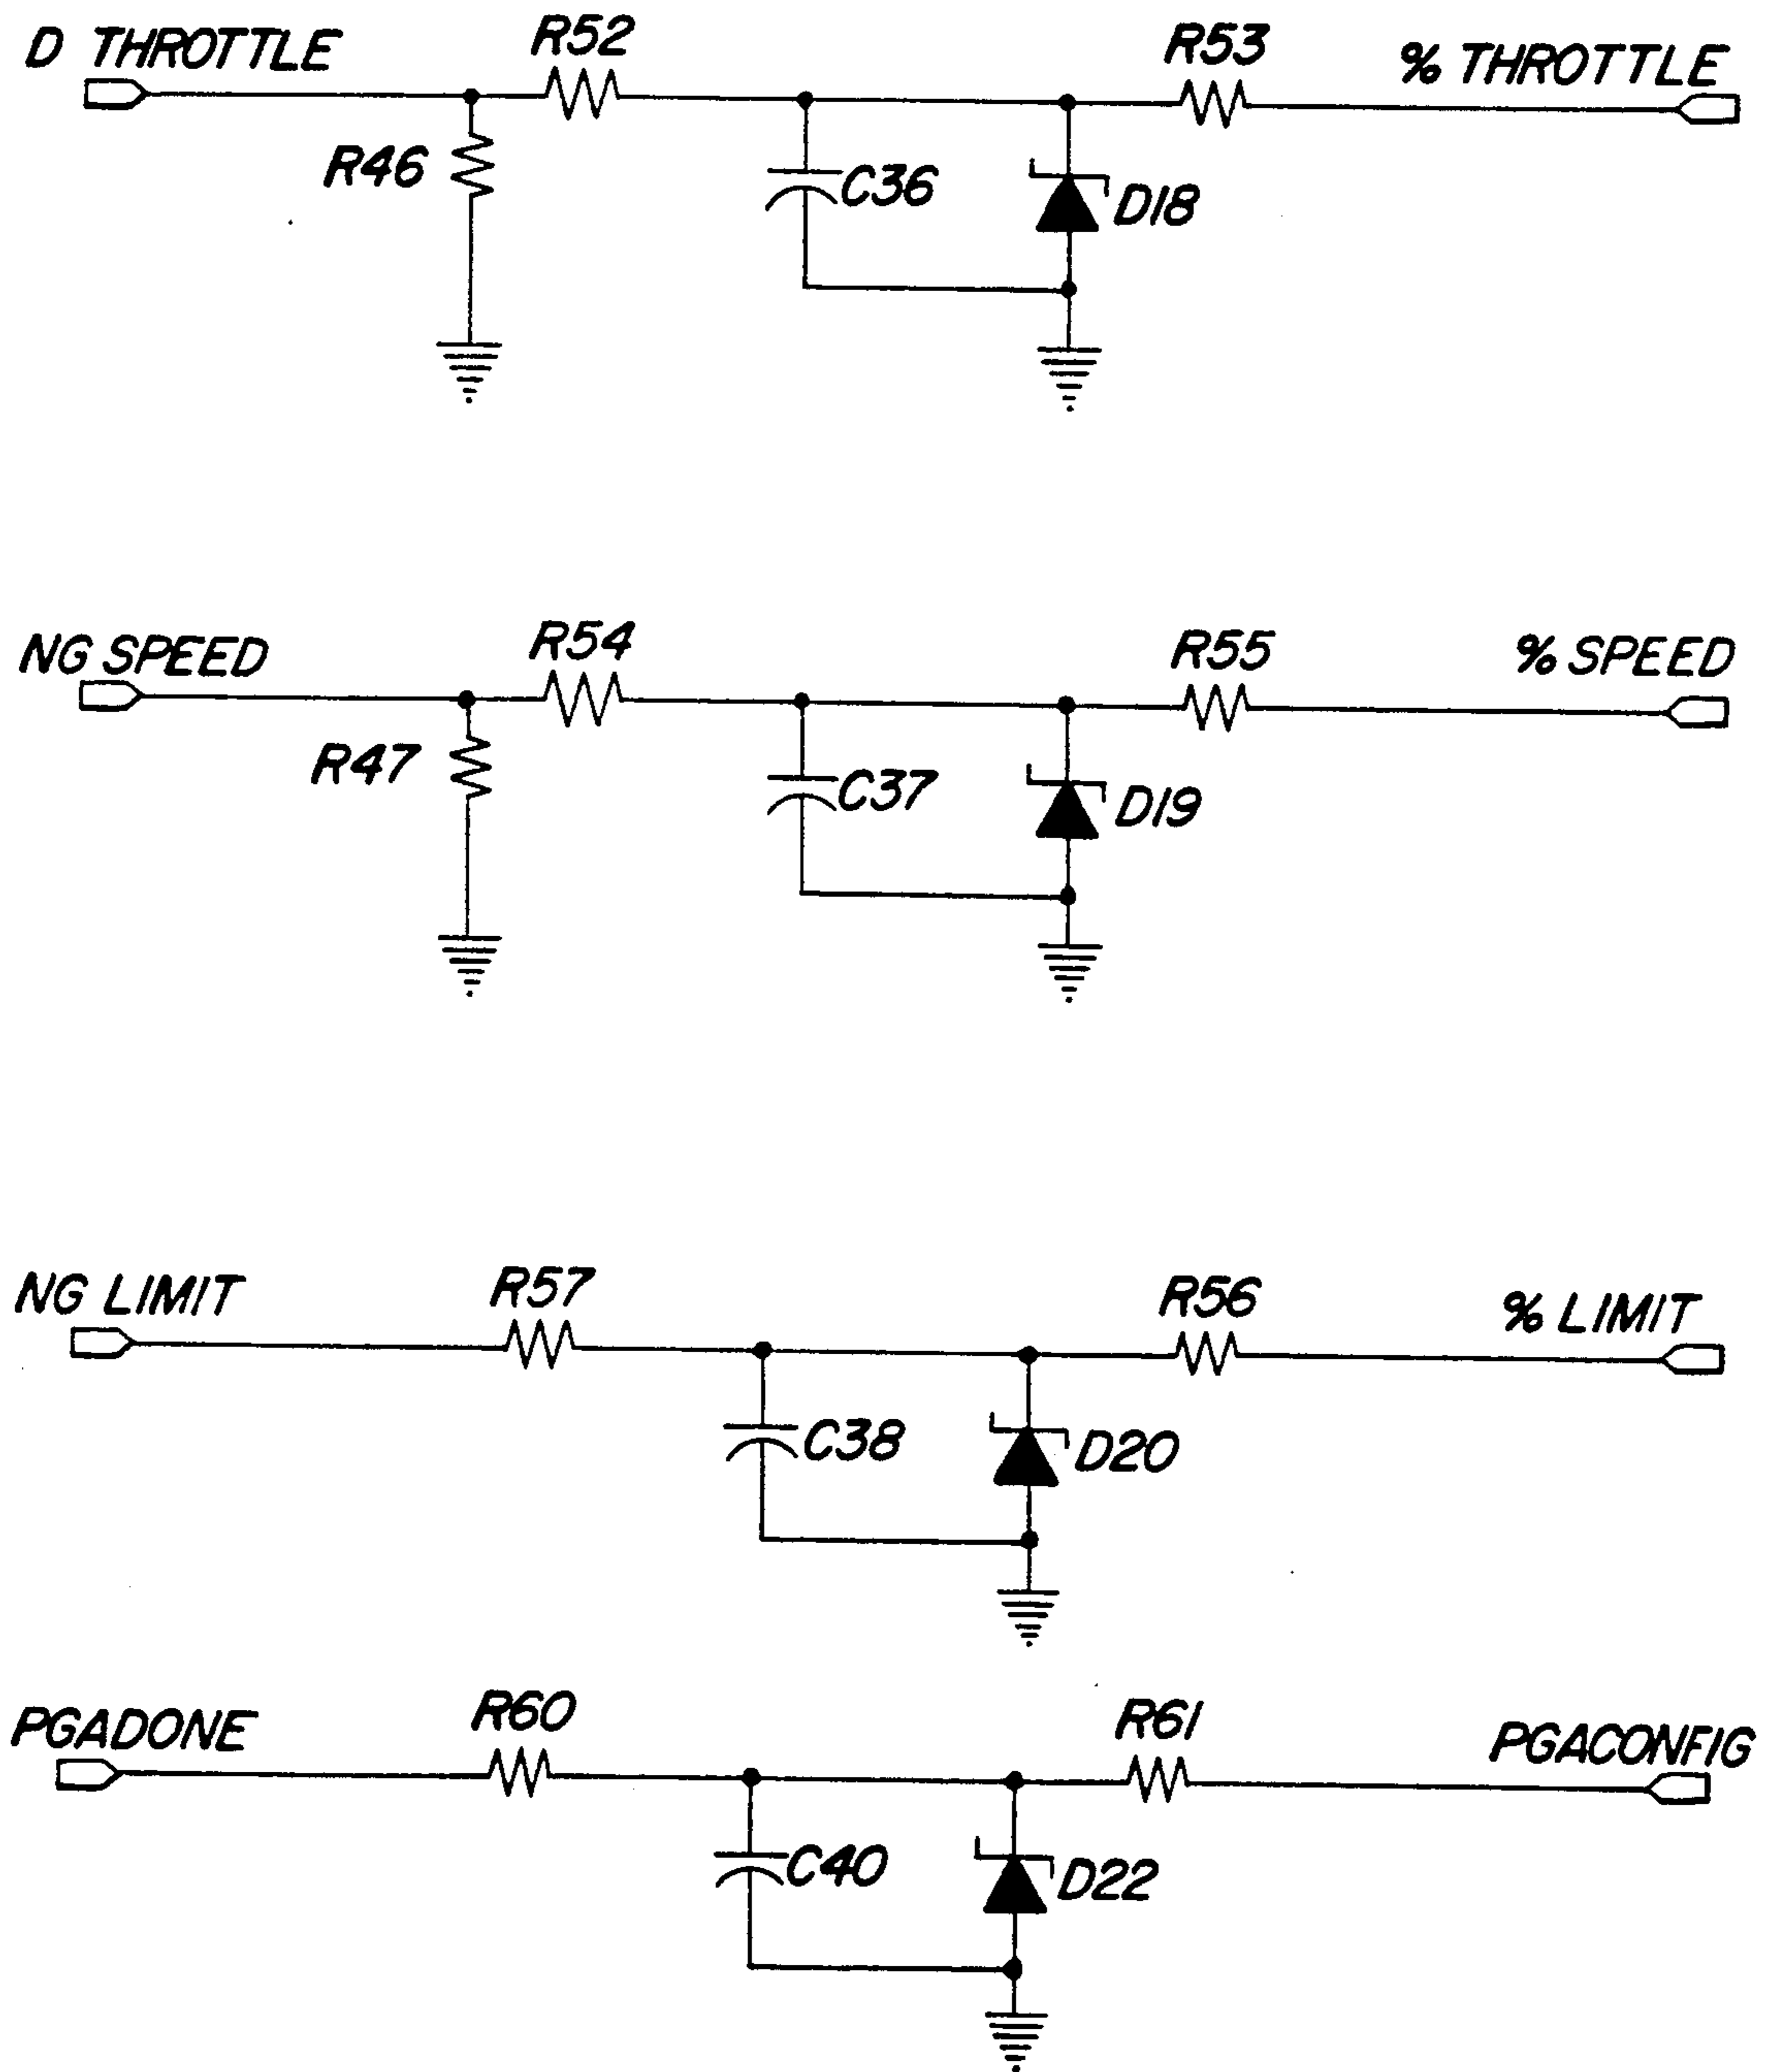 D THROTTLE
R52
R53
% THROTTLE
R46
C36
D18
NG SPEED
R54
R55
% SPEED
R47
C37
D19
NG LIMIT
R57
R56
% LIMIT
C38
D20
PGADONE
R60
R61
PGACONFIG
C40
D22